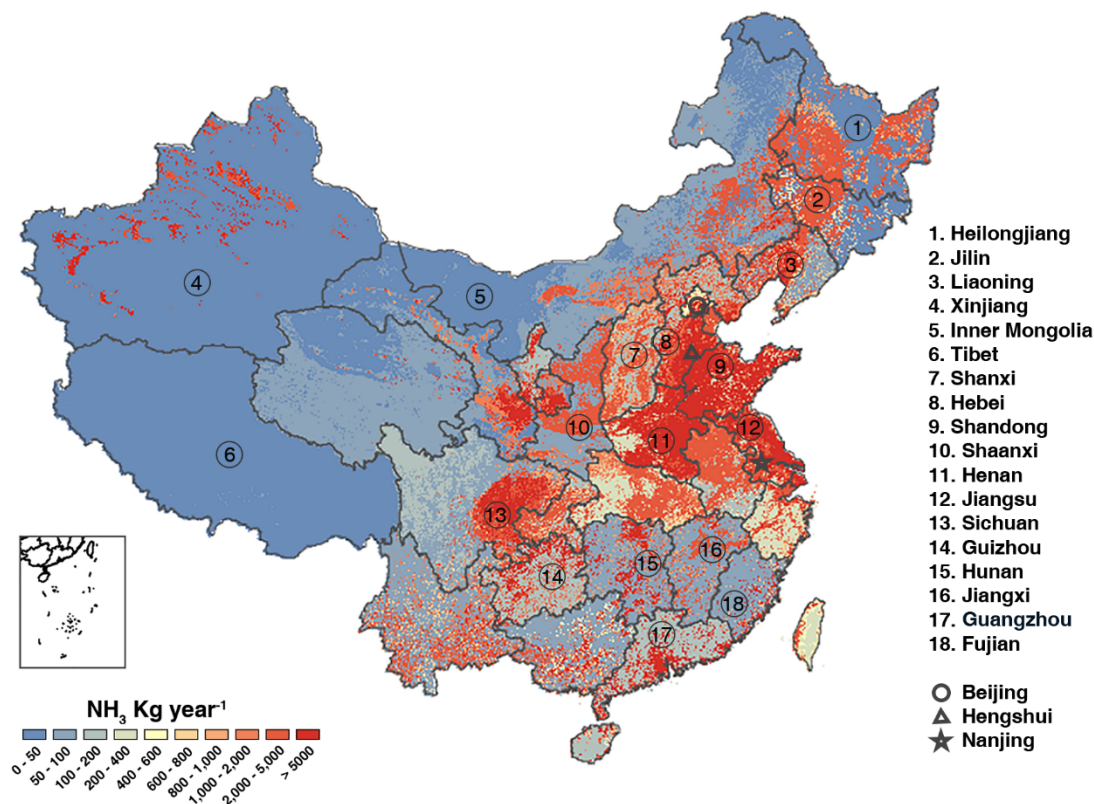 1
2
3
4
5
6
7
8
9
10
11
12
13
14
15
16
17
18
1. Heilongjiang
2. Jilin
3. Liaoning
4. Xinjiang
5. Inner Mongolia
6. Tibet
7. Shanxi
8. Hebei
9. Shandong
10. Shaanxi
11. Henan
12. Jiangsu
13. Sichuan
14. Guizhou
15. Hunan
16. Jiangxi
17. Guangzhou
18. Fujian
Beijing
Hengshui
Nanjing
NH₃ Kg year⁻¹
0 - 50
50 - 100
100 - 200
200 - 400
400 - 600
600 - 800
800 - 1,000
1,000 - 2,000
2,000 - 5,000
> 5000